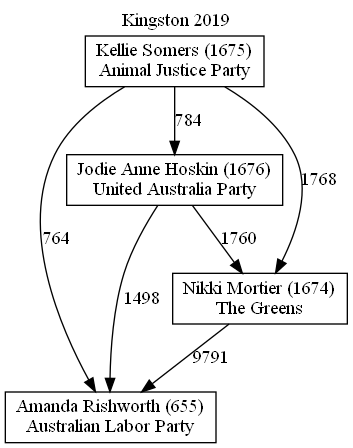 Kingston 2019
Kellie Somers (1675)
Animal Justice Party
784
Jodie Anne Hoskin (1676)
United Australia Party
1768
764
1498
1760
Nikki Mortier (1674)
The Greens
9791
Amanda Rishworth (655)
Australian Labor Party